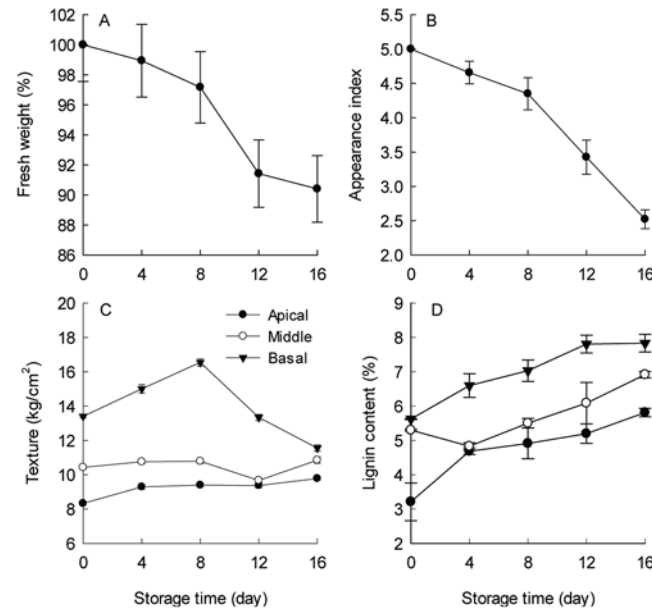 A
Fresh weight (%)
102
100
98
96
94
92
90
88
86
0 4 8 12 16
B
Appearance index
5.5
5.0
4.5
4.0
3.5
3.0
2.5
2.0
0 4 8 12 16
C
Texture (kg/cm²)
20
18
16
14
12
10
8
6
Apical
Middle
Basal
0 4 8 12 16
Storage time (day)
D
Lignin content (%)
9
8
7
6
5
4
3
2
0 4 8 12 16
Storage time (day)